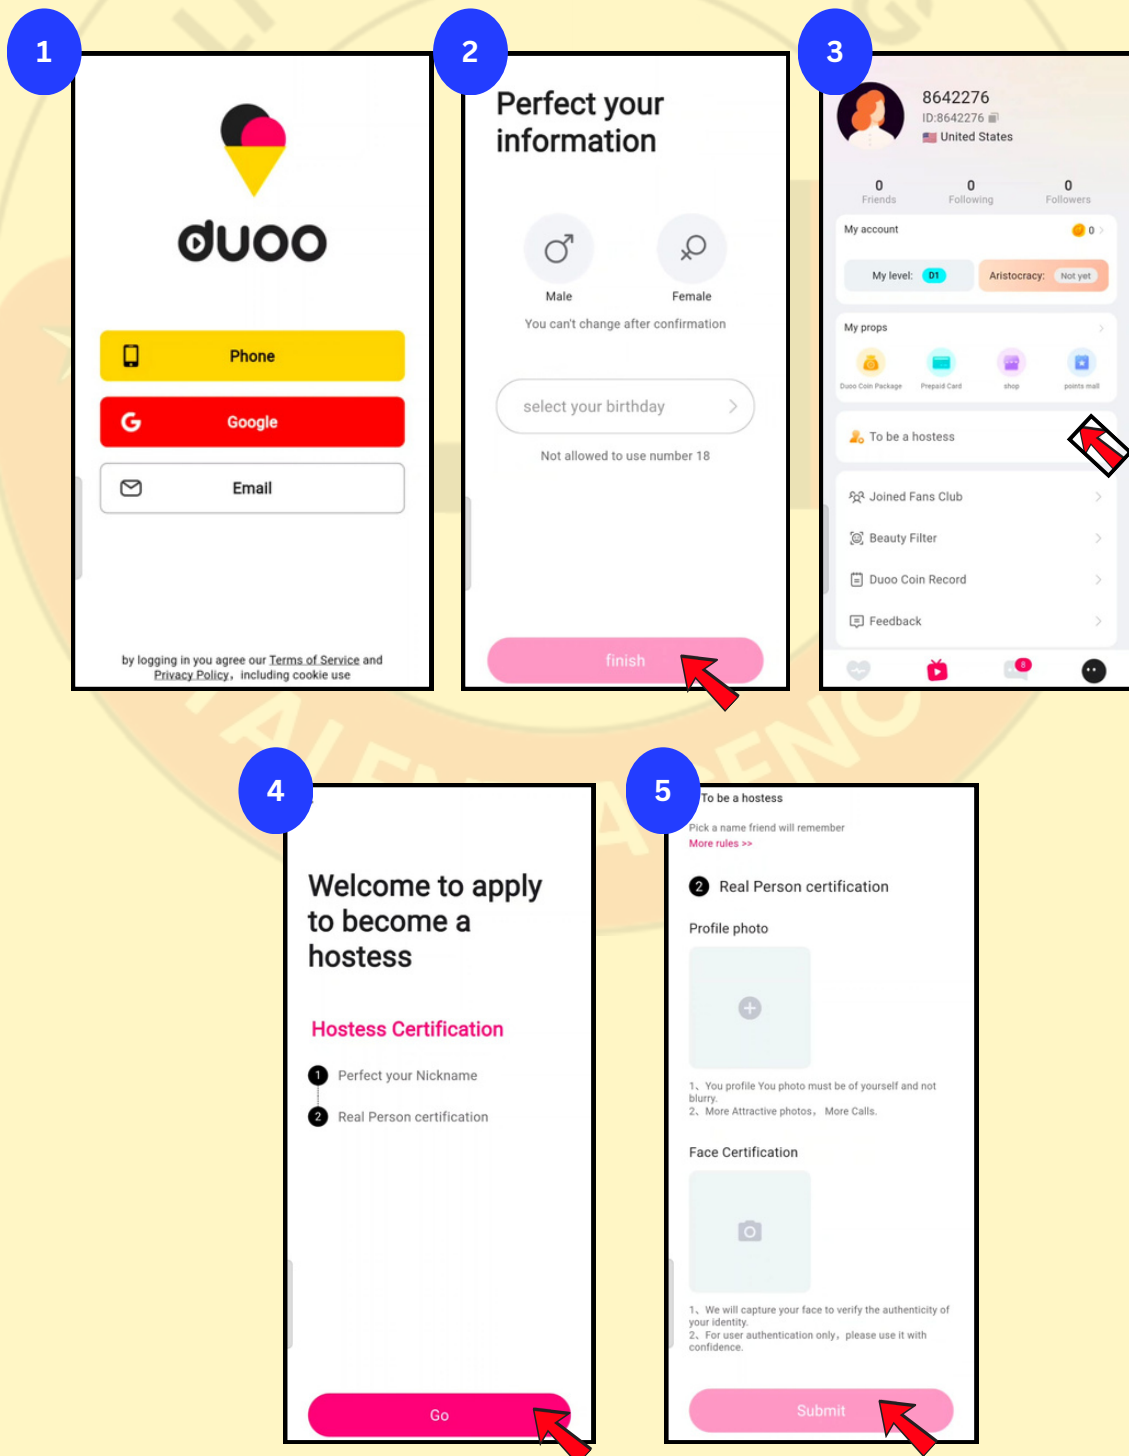 1
duoo
Phone
Google
Email
by logging in you agree our Terms of Service and
Privacy Policy, including cookie use
2
Perfect your
information
Male
Female
You can't change after confirmation
select your birthday
Not allowed to use number 18
finish
3
8642276
ID:8642276
United States
0
0
0
Friends
Following
Followers
My account
0
My level:
D1
Aristocracy:
Not yet
My props
Duoo Coin Package
Prepaid Card
shop
points mall
To be a hostess
Joined Fans Club
Beauty Filter
Duoo Coin Record
Feedback
8
4
Welcome to apply
to become a
hostess
Hostess Certification
1 Perfect your Nickname
2 Real Person certification
Go
5
To be a hostess
Pick a name friend will remember
More rules >>
2 Real Person certification
Profile photo
1、You profile You photo must be of yourself and not
blurry.
2、More Attractive photos， More Calls.
Face Certification
1、We will capture your face to verify the authenticity of
your identity.
2、For user authentication only，please use it with
confidence.
Submit